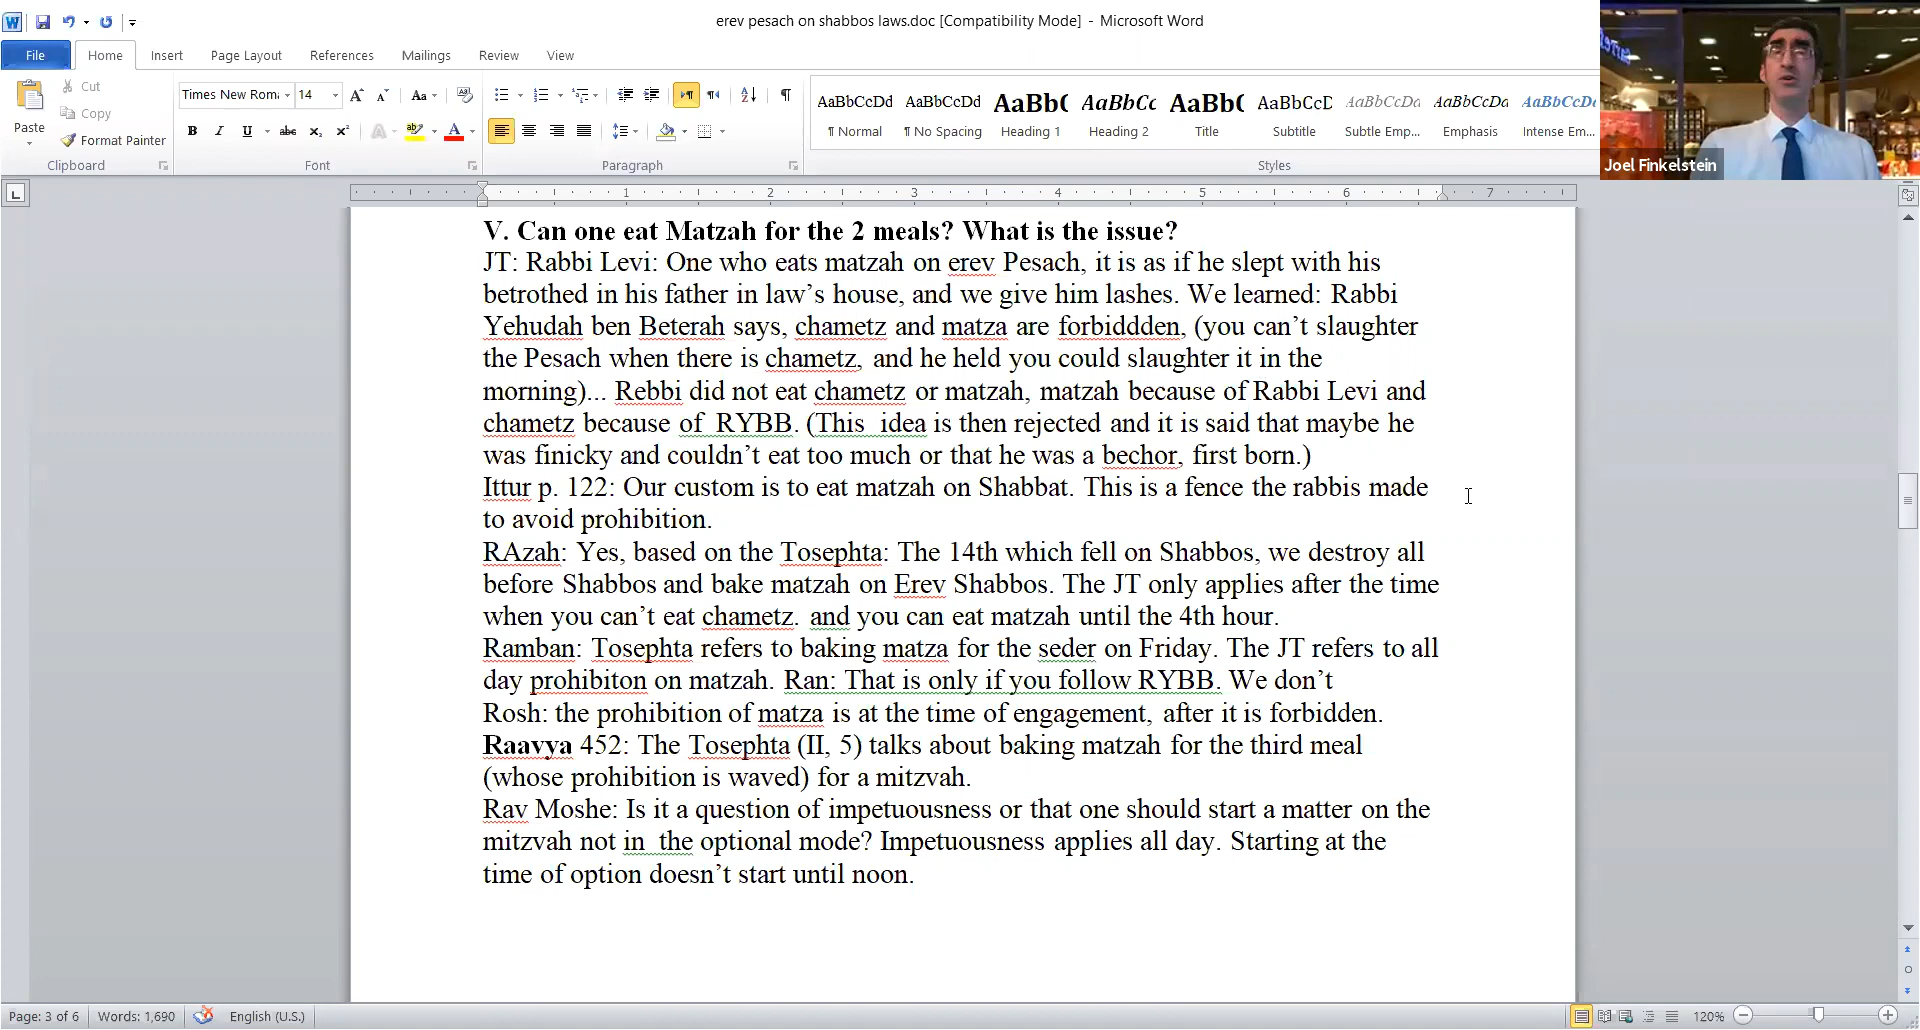 erev pesach on shabbos laws.doc [Compatibility Mode] - Microsoft Word
File Home Insert Page Layout References Mailings Review View
Cut
Copy
Format Painter
Paste
Clipboard
Times New Roma 14
Font
Paragraph
AaBbCcDd AaBbCcDd AaBbC AaBbCc AaBbC AaBbCcD AaBbCcDd AaBbCcDd AaBbCcDd
¶ Normal ¶ No Spacing Heading 1 Heading 2 Title Subtitle Subtle Emp... Emphasis Intense Em...
Styles
Joel Finkelstein
1 2 3 4 5 6 7
V. Can one eat Matzah for the 2 meals? What is the issue?
JT: Rabbi Levi: One who eats matzah on erev Pesach, it is as if he slept with his
betrothed in his father in law’s house, and we give him lashes. We learned: Rabbi
Yehudah ben Beterah says, chametz and matza are forbiddden, (you can’t slaughter
the Pesach when there is chametz, and he held you could slaughter it in the
morning)... Rebbi did not eat chametz or matzah, matzah because of Rabbi Levi and
chametz because of  RYBB. (This  idea is then rejected and it is said that maybe he
was finicky and couldn’t eat too much or that he was a bechor, first born.)
Ittur p. 122: Our custom is to eat matzah on Shabbat. This is a fence the rabbis made
to avoid prohibition.
RAzah: Yes, based on the Tosephta: The 14th which fell on Shabbos, we destroy all
before Shabbos and bake matzah on Erev Shabbos. The JT only applies after the time
when you can’t eat chametz. and you can eat matzah until the 4th hour.
Ramban: Tosephta refers to baking matza for the seder on Friday. The JT refers to all
day prohibiton on matzah. Ran: That is only if you follow RYBB. We don’t
Rosh: the prohibition of matza is at the time of engagement, after it is forbidden.
Raavya 452: The Tosephta (II, 5) talks about baking matzah for the third meal
(whose prohibition is waved) for a mitzvah.
Rav Moshe: Is it a question of impetuousness or that one should start a matter on the
mitzvah not in  the optional mode? Impetuousness applies all day. Starting at the
time of option doesn’t start until noon.
Page: 3 of 6 Words: 1,690 English (U.S.) 120%